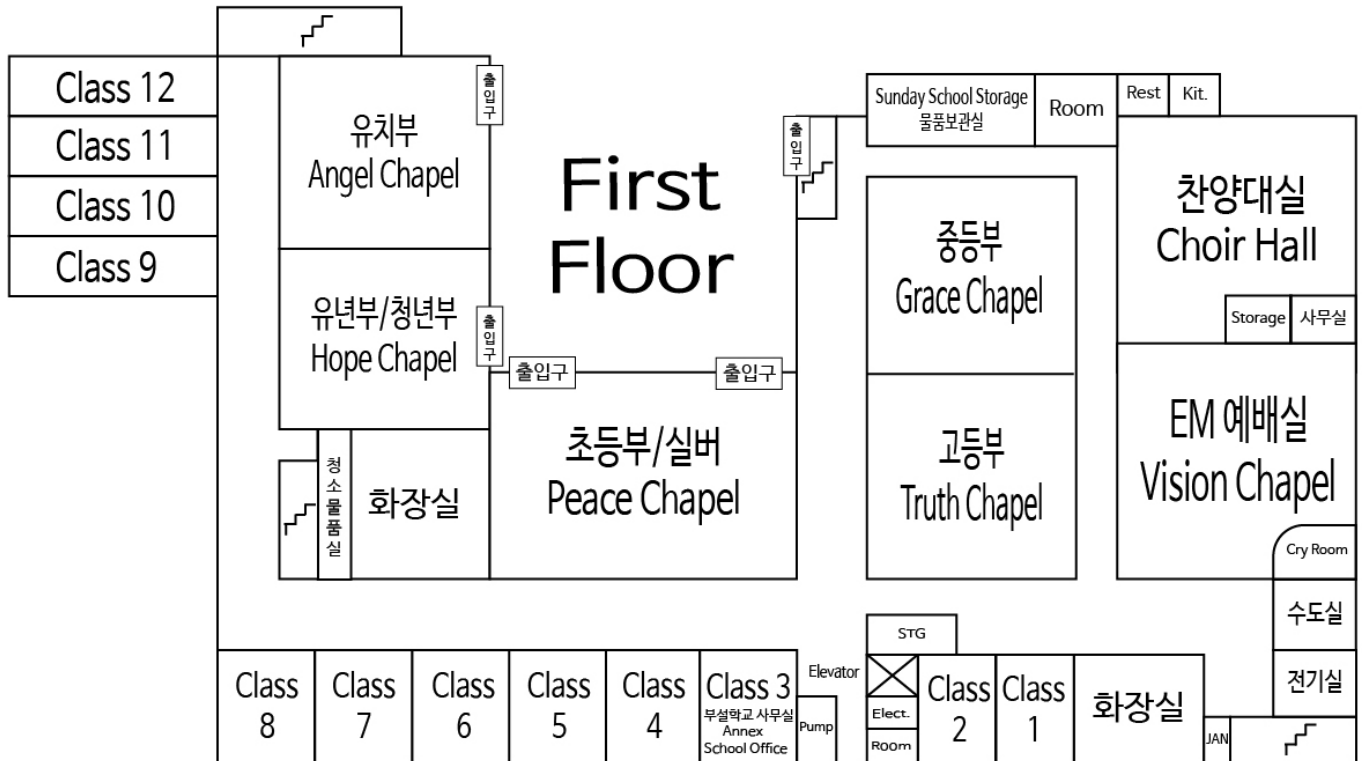 Class 12
Class 11
Class 10
Class 9
유치부
Angel Chapel
출입구
유년부/청년부
Hope Chapel
출입구
청소물품실
화장실
First
Floor
출입구
출입구
출입구
초등부/실버
Peace Chapel
Sunday School Storage
물품보관실
Room
Rest
Kit.
중등부
Grace Chapel
고등부
Truth Chapel
찬양대실
Choir Hall
Storage
사무실
EM 예배실
Vision Chapel
Cry Room
수도실
전기실
Class
8
Class
7
Class
6
Class
5
Class
4
Class 3
부설학교 사무실
Annex
School Office
Elevator
Pump
STG
Elect.
Room
Class
2
Class
1
화장실
JAN